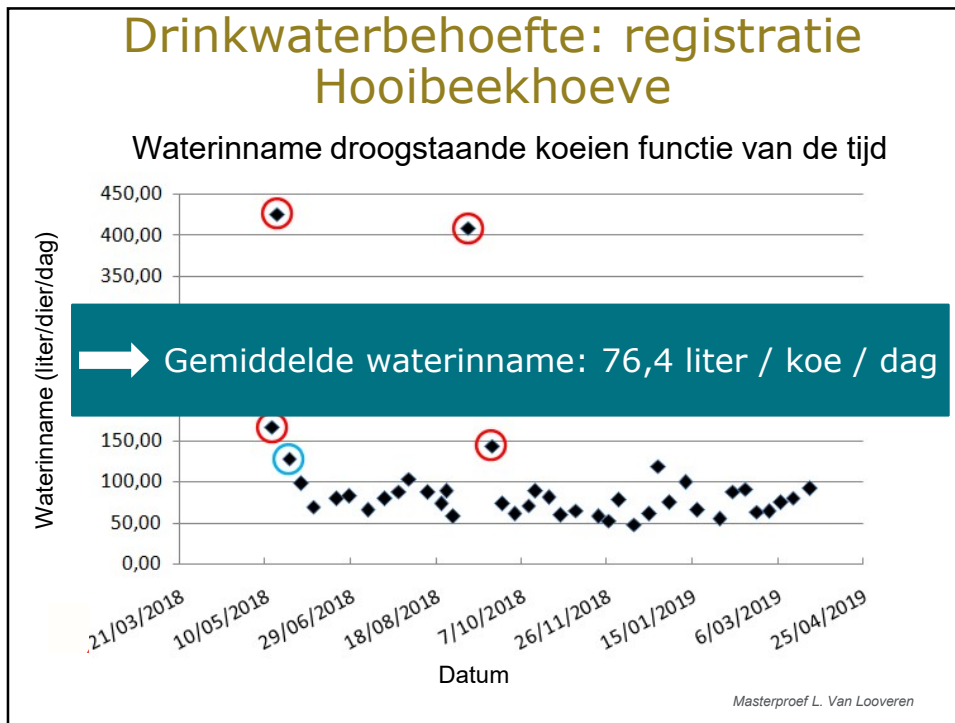 Drinkwaterbehoefte: registratie
Hooibeekhoeve
Waterinname droogstaande koeien functie van de tijd
Waterinname (liter/dier/dag)
450,00
400,00
350,00
Gemiddelde waterinname: 76,4 liter / koe / dag
150,00
100,00
50,00
0,00
21/03/2018
10/05/2018
29/06/2018
18/08/2018
7/10/2018
26/11/2018
15/01/2019
6/03/2019
25/04/2019
Datum
Masterproef L. Van Looveren